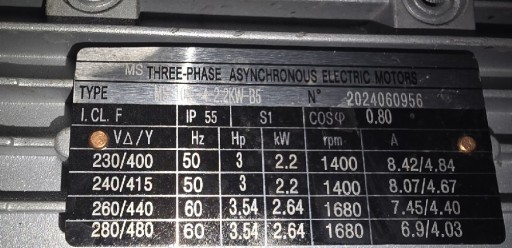 MS THREE-PHASE ASYNCHRONOUS ELECTRIC MOTORS
TYPE 2.2KW-B5 N° 2024060956
I. CL. F IP 55 S1 COSφ 0.80
V△/Y Hz Hp kW rpm A
230/400 50 3 2.2 1400 8.42/4.84
240/415 50 3 2.2 1400 8.07/4.67
260/440 60 3.54 2.64 1680 7.45/4.40
280/480 60 3.54 2.64 1680 6.9/4.03